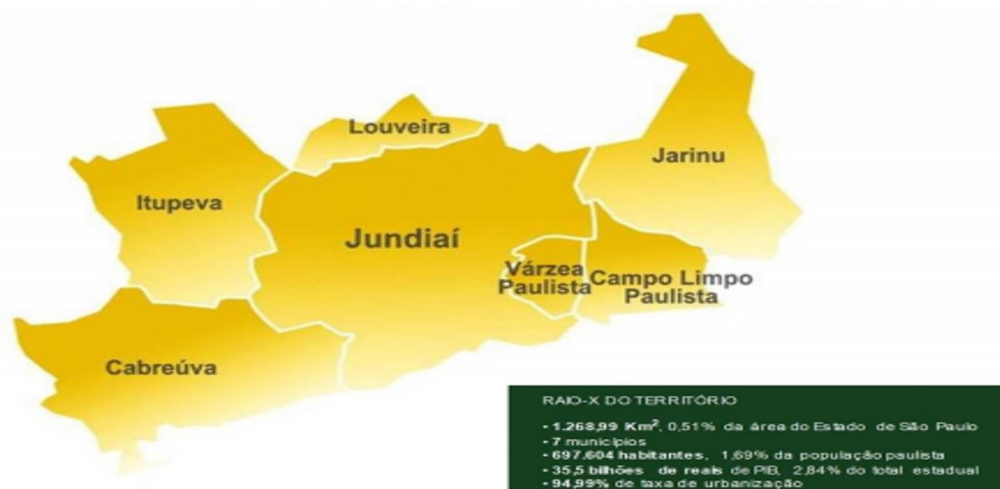 Louveira
Jarinu
Itupeva
Jundiaí
Várzea
Paulista
Campo Limpo
Paulista
Cabreúva
RAIO-X DO TERRITÓRIO
- 1.268,99 Km², 0,51% da área do Estado de São Paulo
- 7 municípios
- 697.604 habitantes, 1,69% da população paulista
- 35,5 bilhões de reais de PIB, 2,84% do total estadual
- 94,99% de taxa de urbanização